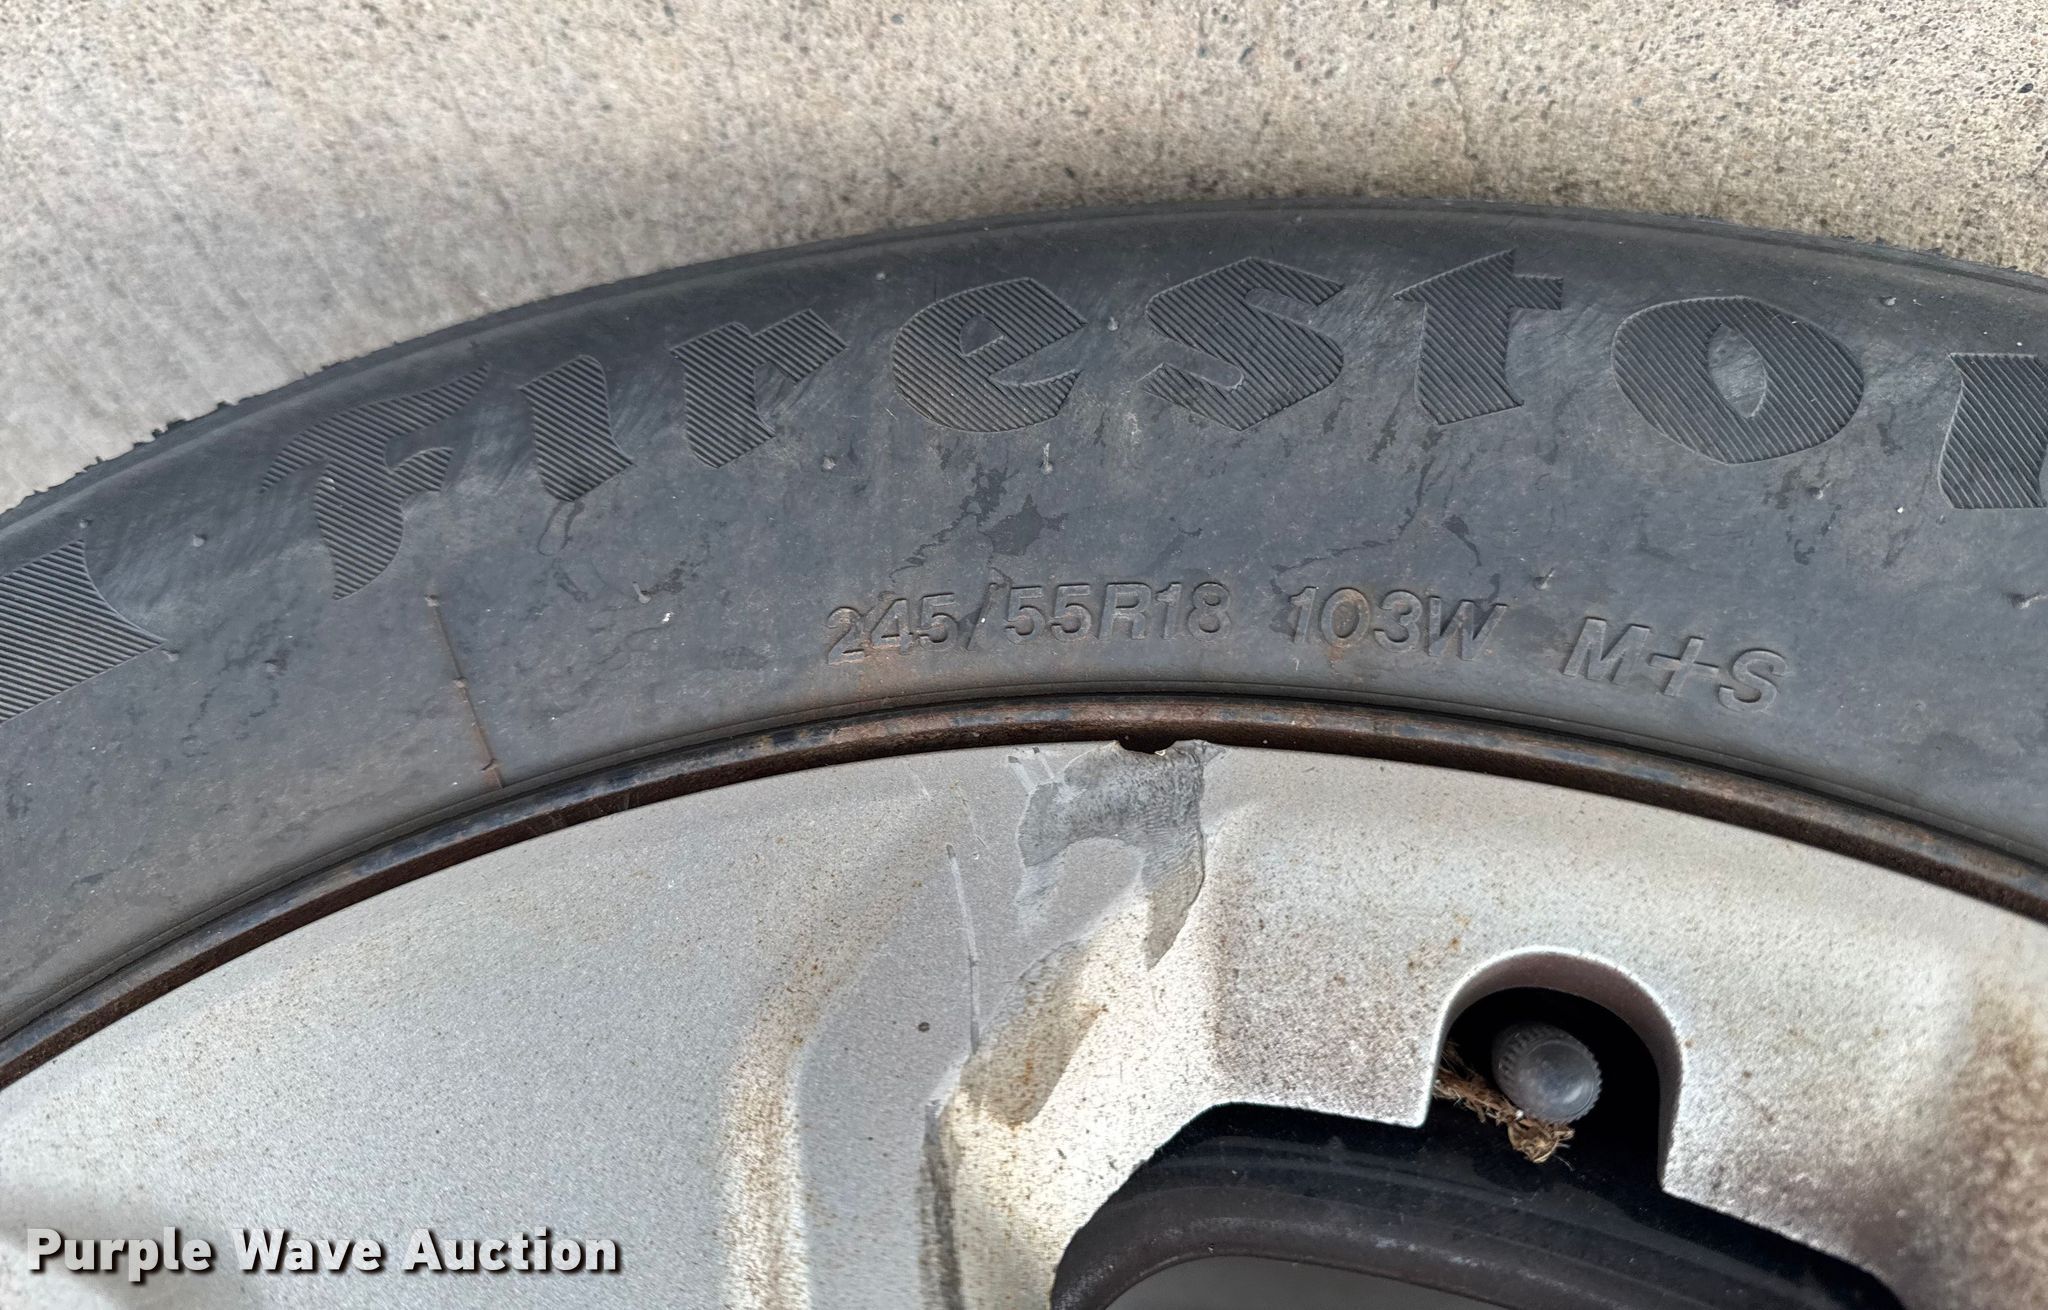 Firesto
245/55R18 103W M+S
Purple Wave Auction